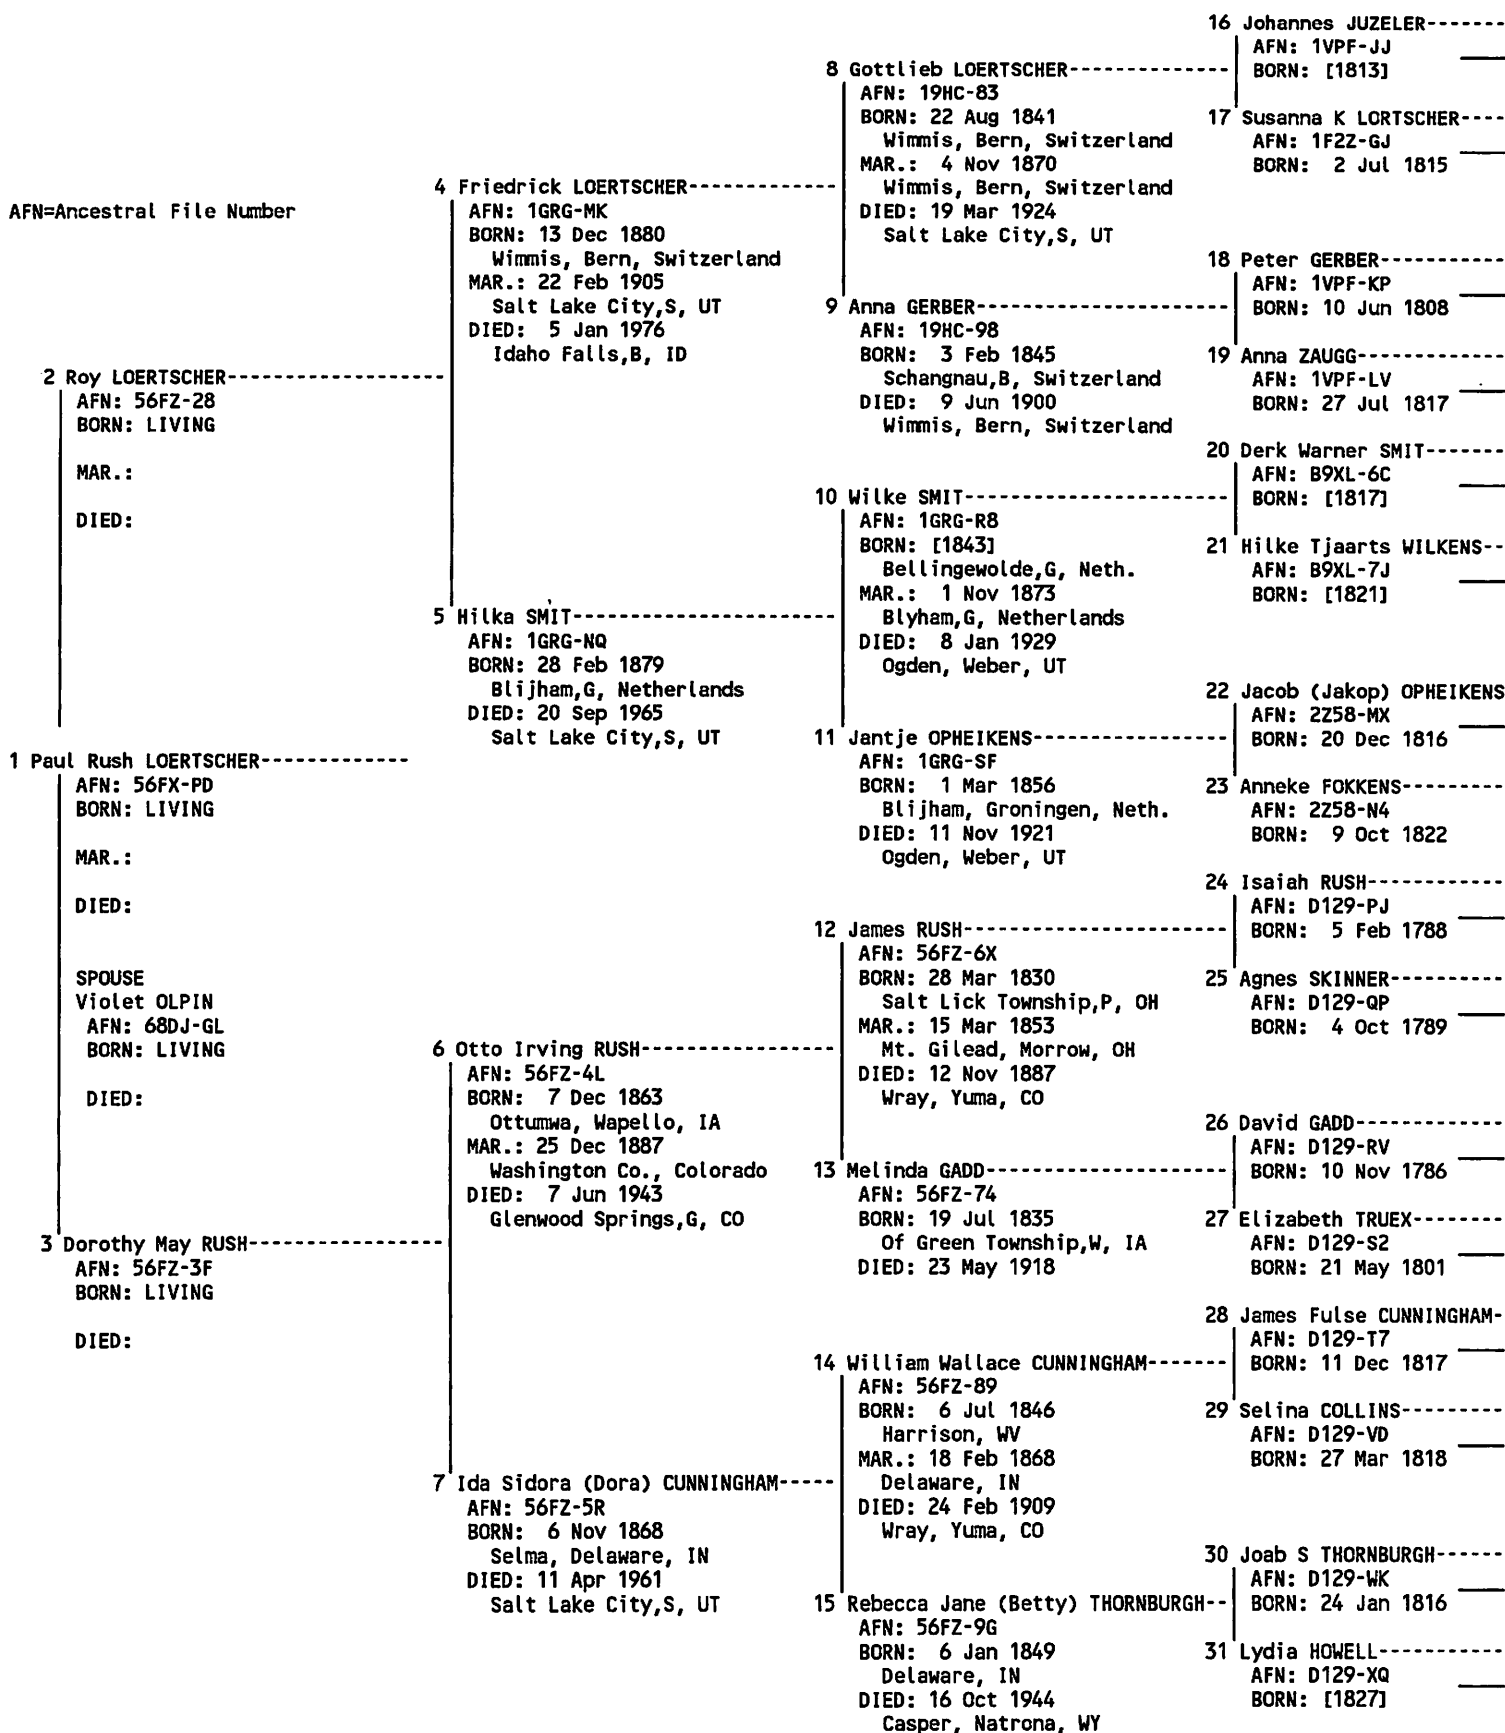 AFN=Ancestral File Number
1 Paul Rush LOERTSCHER-------------
AFN: 56FX-PD
BORN: LIVING
MAR.:
DIED:
SPOUSE
Violet OLPIN
AFN: 68DJ-GL
BORN: LIVING
DIED:
2 Roy LOERTSCHER-------------------
AFN: 56FZ-28
BORN: LIVING
MAR.:
DIED:
3 Dorothy May RUSH-----------------
AFN: 56FZ-3F
BORN: LIVING
DIED:
4 Friedrick LOERTSCHER-------------
AFN: 1GRG-MK
BORN: 13 Dec 1880
Wimmis, Bern, Switzerland
MAR.: 22 Feb 1905
Salt Lake City,S, UT
DIED: 5 Jan 1976
Idaho Falls,B, ID
5 Hilka SMIT-----------------------
AFN: 1GRG-NQ
BORN: 28 Feb 1879
Blijham,G, Netherlands
DIED: 20 Sep 1965
Salt Lake City,S, UT
6 Otto Irving RUSH-----------------
AFN: 56FZ-4L
BORN: 7 Dec 1863
Ottumwa, Wapello, IA
MAR.: 25 Dec 1887
Washington Co., Colorado
DIED: 7 Jun 1943
Glenwood Springs,G, CO
7 Ida Sidora (Dora) CUNNINGHAM-----
AFN: 56FZ-5R
BORN: 6 Nov 1868
Selma, Delaware, IN
DIED: 11 Apr 1961
Salt Lake City,S, UT
8 Gottlieb LOERTSCHER--------------
AFN: 19HC-83
BORN: 22 Aug 1841
Wimmis, Bern, Switzerland
MAR.: 4 Nov 1870
Wimmis, Bern, Switzerland
DIED: 19 Mar 1924
Salt Lake City,S, UT
9 Anna GERBER----------------------
AFN: 19HC-98
BORN: 3 Feb 1845
Schangnau,B, Switzerland
DIED: 9 Jun 1900
Wimmis, Bern, Switzerland
10 Wilke SMIT-----------------------
AFN: 1GRG-R8
BORN: [1843]
Bellingewolde,G, Neth.
MAR.: 1 Nov 1873
Blyham,G, Netherlands
DIED: 8 Jan 1929
Ogden, Weber, UT
11 Jantje OPHEIKENS-----------------
AFN: 1GRG-SF
BORN: 1 Mar 1856
Blijham, Groningen, Neth.
DIED: 11 Nov 1921
Ogden, Weber, UT
12 James RUSH-----------------------
AFN: 56FZ-6X
BORN: 28 Mar 1830
Salt Lick Township,P, OH
MAR.: 15 Mar 1853
Mt. Gilead, Morrow, OH
DIED: 12 Nov 1887
Wray, Yuma, CO
13 Melinda GADD---------------------
AFN: 56FZ-74
BORN: 19 Jul 1835
Of Green Township,W, IA
DIED: 23 May 1918
14 William Wallace CUNNINGHAM-------
AFN: 56FZ-89
BORN: 6 Jul 1846
Harrison, WV
MAR.: 18 Feb 1868
Delaware, IN
DIED: 24 Feb 1909
Wray, Yuma, CO
15 Rebecca Jane (Betty) THORNBURGH--
AFN: 56FZ-9G
BORN: 6 Jan 1849
Delaware, IN
DIED: 16 Oct 1944
Casper, Natrona, WY
16 Johannes JUZELER-------
AFN: 1VPF-JJ
BORN: [1813]
17 Susanna K LORTSCHER----
AFN: 1F2Z-GJ
BORN: 2 Jul 1815
18 Peter GERBER-----------
AFN: 1VPF-KP
BORN: 10 Jun 1808
19 Anna ZAUGG-------------
AFN: 1VPF-LV
BORN: 27 Jul 1817
20 Derk Warner SMIT-------
AFN: B9XL-6C
BORN: [1817]
21 Hilke Tjaarts WILKENS--
AFN: B9XL-7J
BORN: [1821]
22 Jacob (Jakop) OPHEIKENS
AFN: 2Z58-MX
BORN: 20 Dec 1816
23 Anneke FOKKENS---------
AFN: 2Z58-N4
BORN: 9 Oct 1822
24 Isaiah RUSH------------
AFN: D129-PJ
BORN: 5 Feb 1788
25 Agnes SKINNER----------
AFN: D129-QP
BORN: 4 Oct 1789
26 David GADD-------------
AFN: D129-RV
BORN: 10 Nov 1786
27 Elizabeth TRUEX--------
AFN: D129-S2
BORN: 21 May 1801
28 James Fulse CUNNINGHAM-
AFN: D129-T7
BORN: 11 Dec 1817
29 Selina COLLINS---------
AFN: D129-VD
BORN: 27 Mar 1818
30 Joab S THORNBURGH------
AFN: D129-WK
BORN: 24 Jan 1816
31 Lydia HOWELL-----------
AFN: D129-XQ
BORN: [1827]